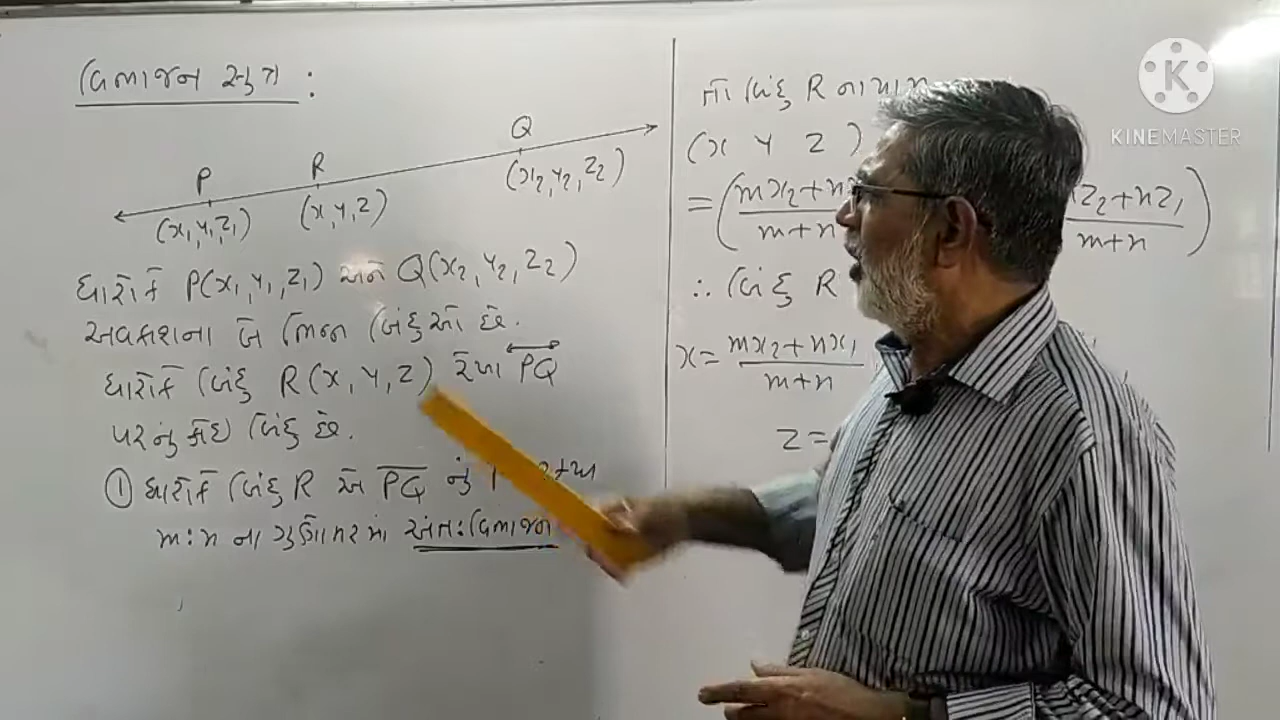 વિભાજન સૂત્ર :
P R Q
(x₁,y₁,z₁) (x,y,z) (x₂,y₂,z₂)
ધારોકે P(x₁,y₁,z₁) અને Q(x₂,y₂,z₂)
અવકાશના બે ભિન્ન બિંદુઓ છે.
ધારોકે બિંદુ R(x,y,z) રેખા PQ
પરનું કોઇ બિંદુ છે.
① ધારોકે બિંદુ R એ PQ નું
m:n ના ગુણોત્તરમાં અંત:વિભાજન
તો બિંદુ R ના યામ
(x y z)
=(mx₂+n z₂+nz₁)
m+n m+n
∴ બિંદુ R
x= mx₂+nx₁
m+n
z=
KINEMASTER